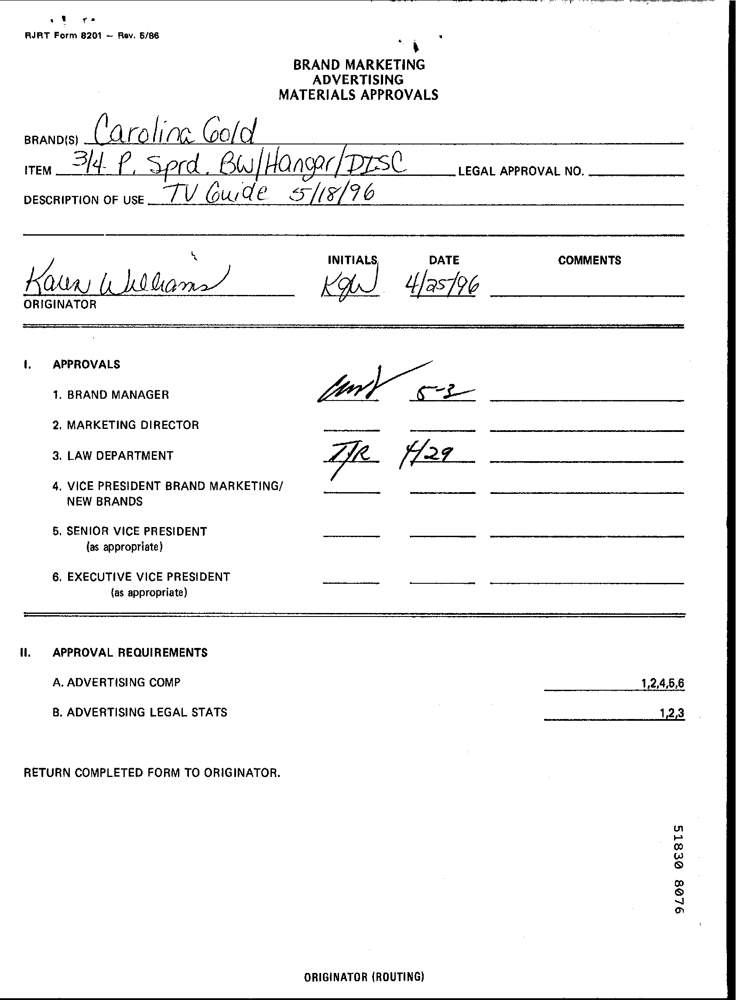 RJRT Form 8201 — Rev. 5/86
BRAND MARKETING
ADVERTISING
MATERIALS APPROVALS
BRAND(S) Carolina Gold
ITEM 3/4 P. Sprd. BW/Hangar/DISC LEGAL APPROVAL NO.
DESCRIPTION OF USE TV Guide 5/18/96
INITIALS DATE COMMENTS
Karen Williams KGW 4/25/96
ORIGINATOR
I. APPROVALS
1. BRAND MANAGER 5-3
2. MARKETING DIRECTOR
3. LAW DEPARTMENT TJR 4/29
4. VICE PRESIDENT BRAND MARKETING/
NEW BRANDS
5. SENIOR VICE PRESIDENT
(as appropriate)
6. EXECUTIVE VICE PRESIDENT
(as appropriate)
II. APPROVAL REQUIREMENTS
A. ADVERTISING COMP 1,2,4,5,6
B. ADVERTISING LEGAL STATS 1,2,3
RETURN COMPLETED FORM TO ORIGINATOR.
51830 8076
ORIGINATOR (ROUTING)